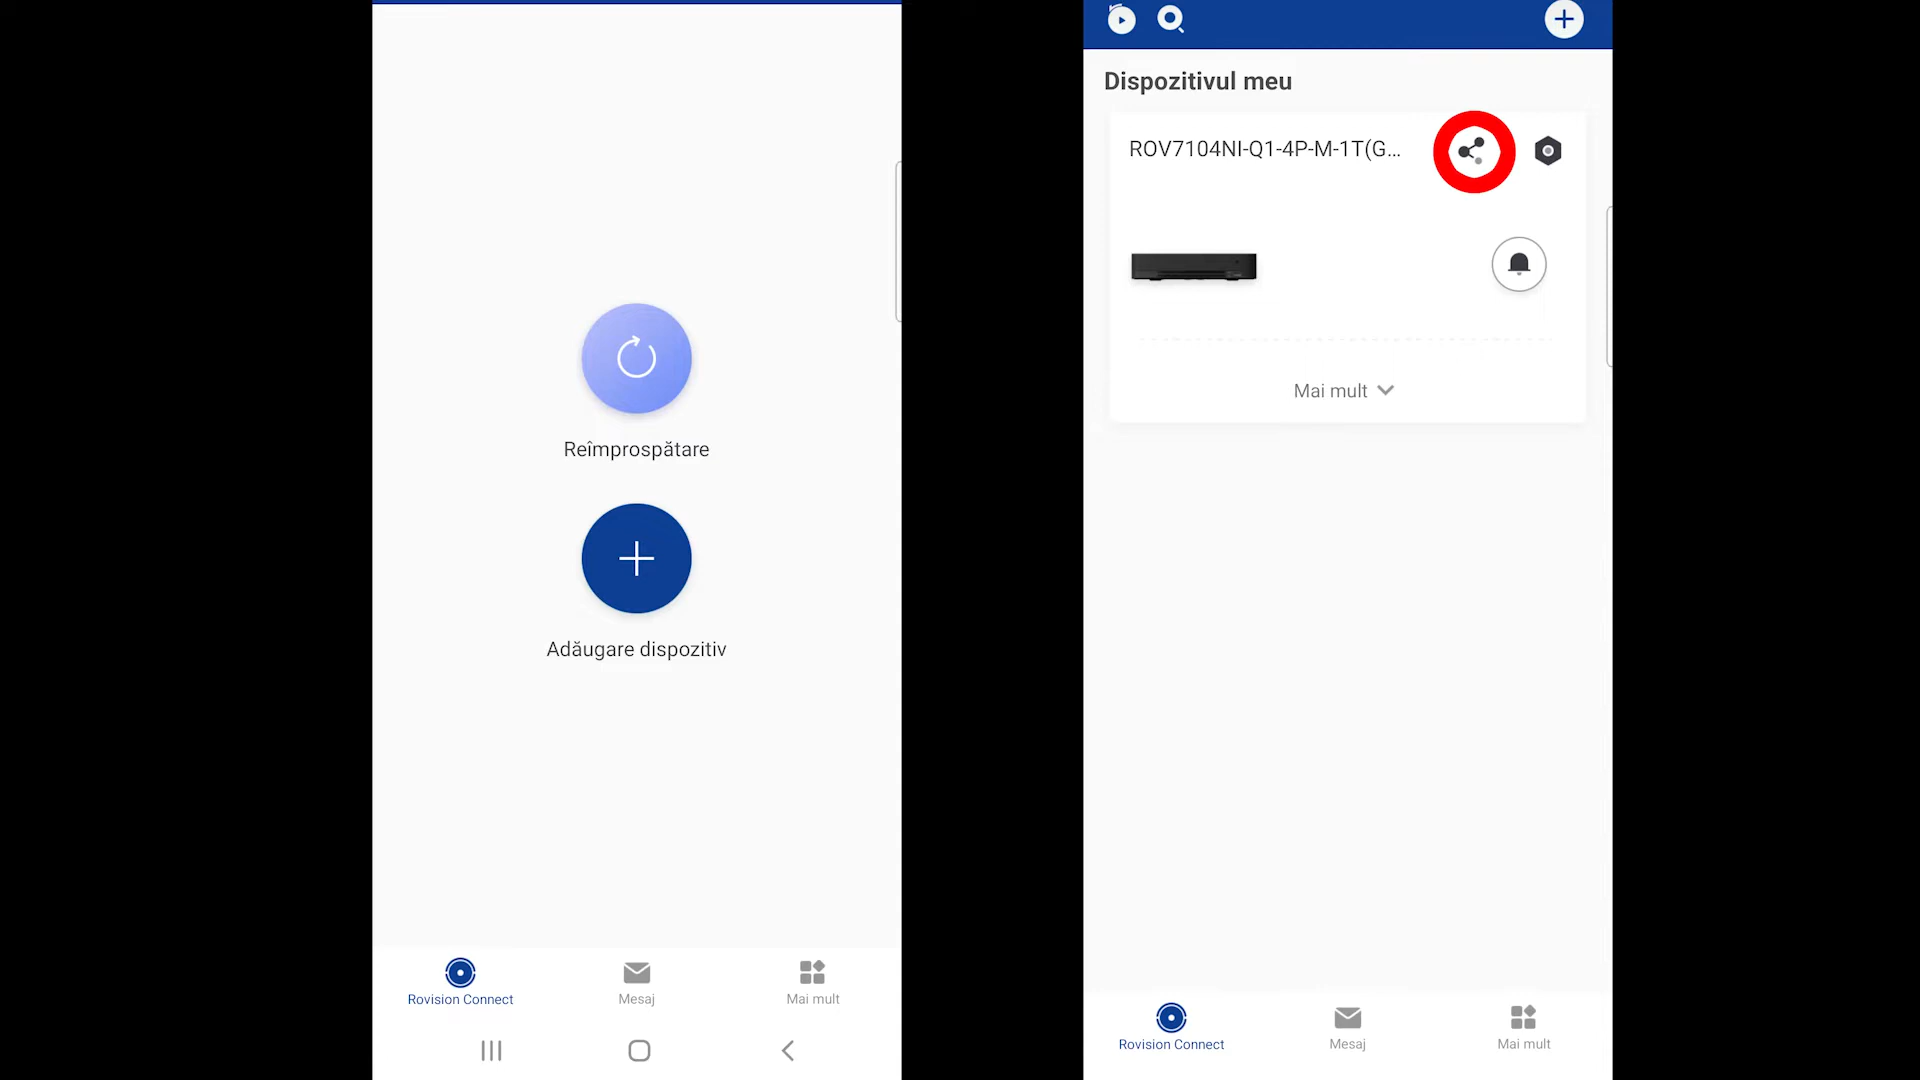 Reîmprospătare
Adăugare dispozitiv
Rovision Connect
Mesaj
Mai mult
Dispozitivul meu
ROV7104NI-Q1-4P-M-1T(G...
Mai mult
Rovision Connect
Mesaj
Mai mult